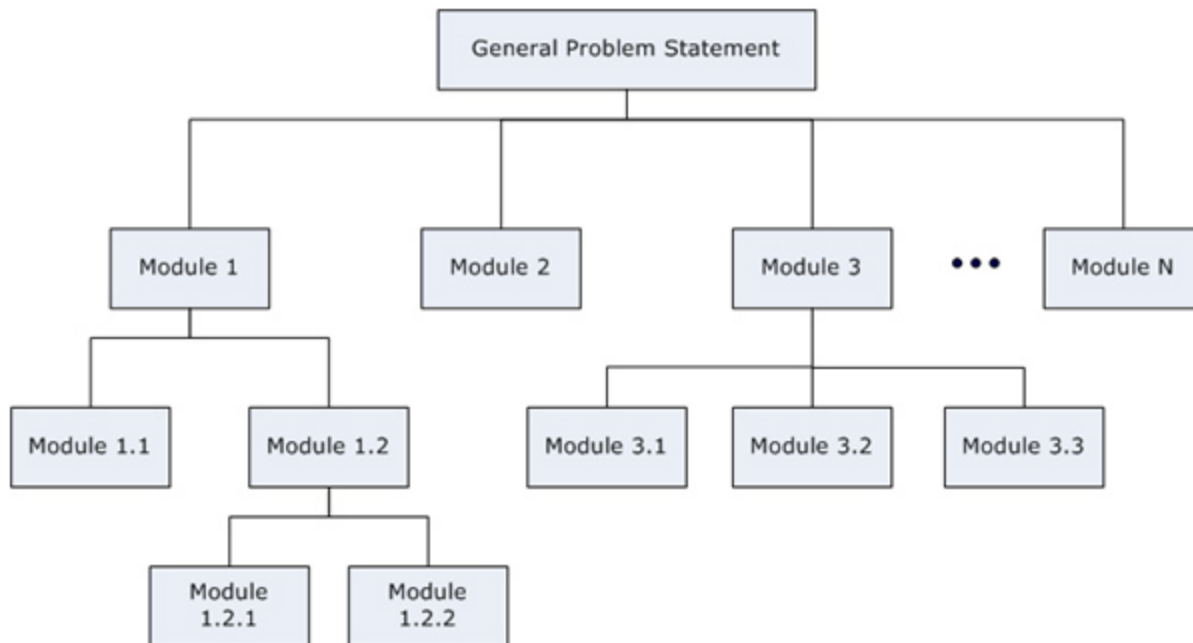 General Problem Statement
Module 1
Module 2
Module 3
•••
Module N
Module 1.1
Module 1.2
Module 3.1
Module 3.2
Module 3.3
Module
1.2.1
Module
1.2.2